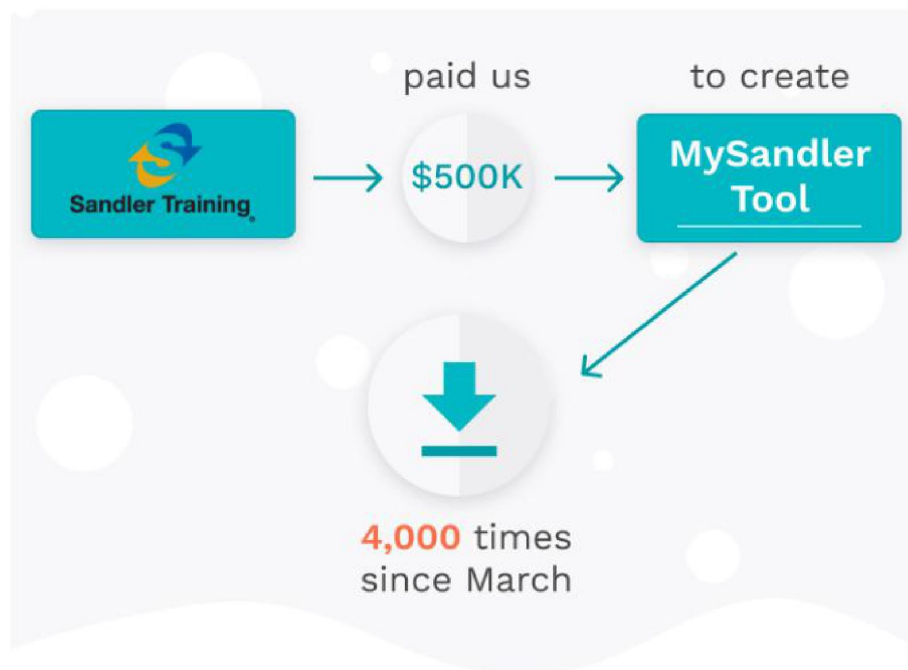 paid us
to create
Sandler Training®
$500K
MySandler
Tool
4,000 times
since March